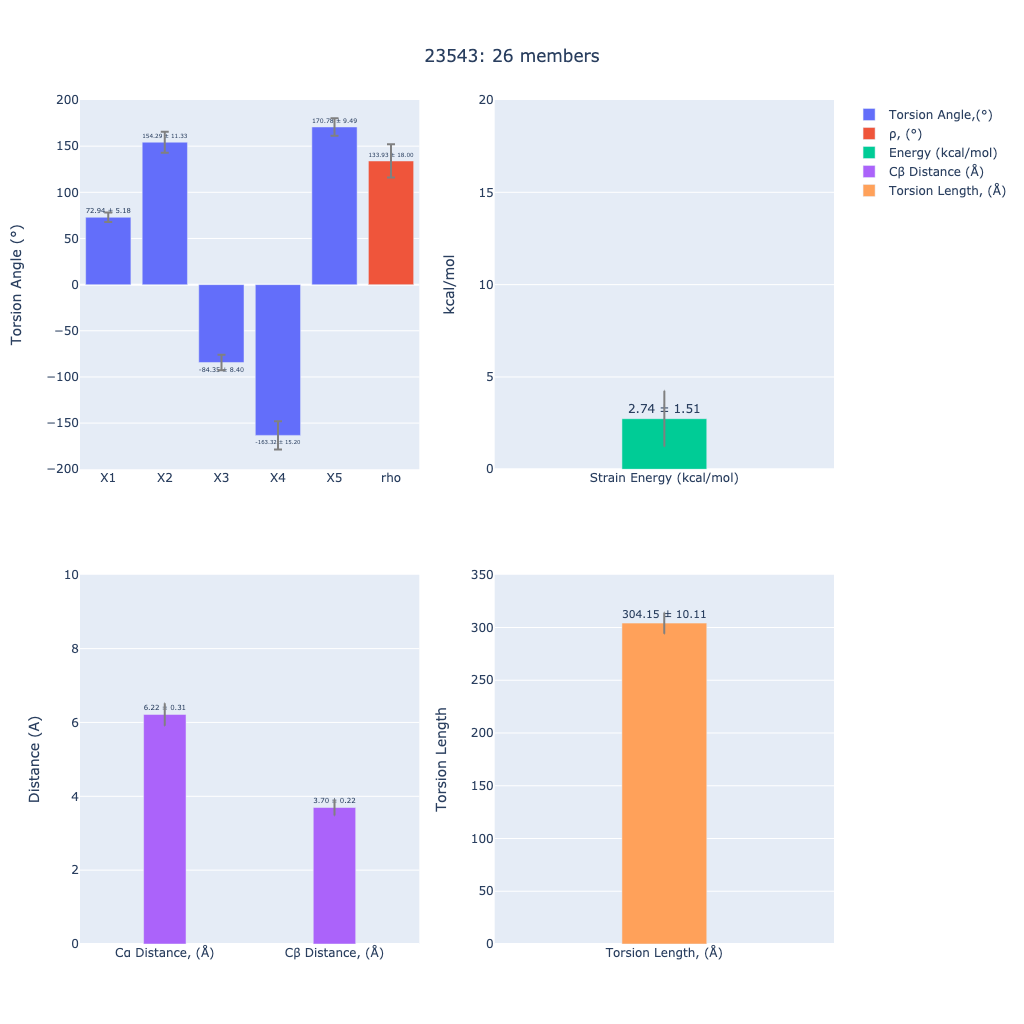 23543: 26 members
Torsion Angle (°)
200
150
100
50
0
−50
−100
−150
−200
72.94 ± 5.18
154.29 ± 11.33
-84.35 ± 8.40
-163.32 ± 15.20
170.78 ± 9.49
133.93 ± 18.00
X1 X2 X3 X4 X5 rho
kcal/mol
20
15
10
5
0
2.74 ± 1.51
Strain Energy (kcal/mol)
Torsion Angle,(°)
ρ, (°)
Energy (kcal/mol)
Cβ Distance (Å)
Torsion Length, (Å)
Distance (A)
10
8
6
4
2
0
6.22 ± 0.31
3.70 ± 0.22
Cα Distance, (Å) Cβ Distance, (Å)
Torsion Length
350
300
250
200
150
100
50
0
304.15 ± 10.11
Torsion Length, (Å)